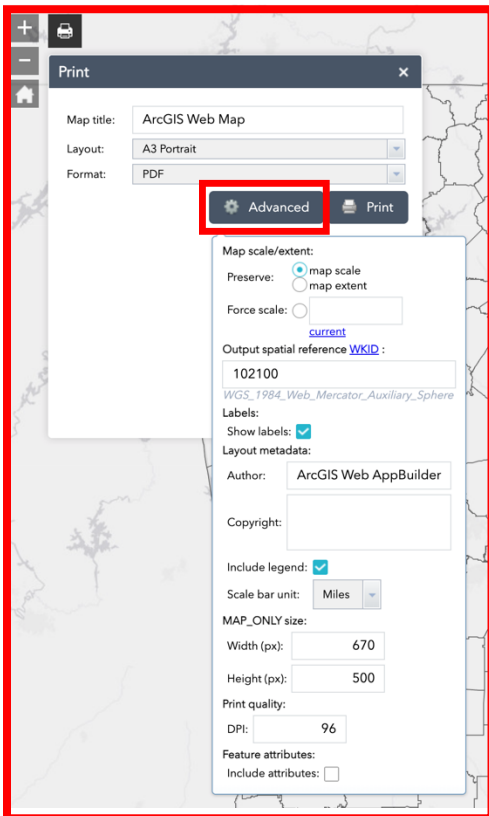 +
Print ×
−
Map title: ArcGIS Web Map
Layout: A3 Portrait
Format: PDF
Advanced Print
Map scale/extent:
Preserve: map scale
map extent
Force scale:
current
Output spatial reference WKID :
102100
WGS_1984_Web_Mercator_Auxiliary_Sphere
Labels:
Show labels:
Layout metadata:
Author: ArcGIS Web AppBuilder
Copyright:
Include legend:
Scale bar unit: Miles
MAP_ONLY size:
Width (px): 670
Height (px): 500
Print quality:
DPI: 96
Feature attributes:
Include attributes: